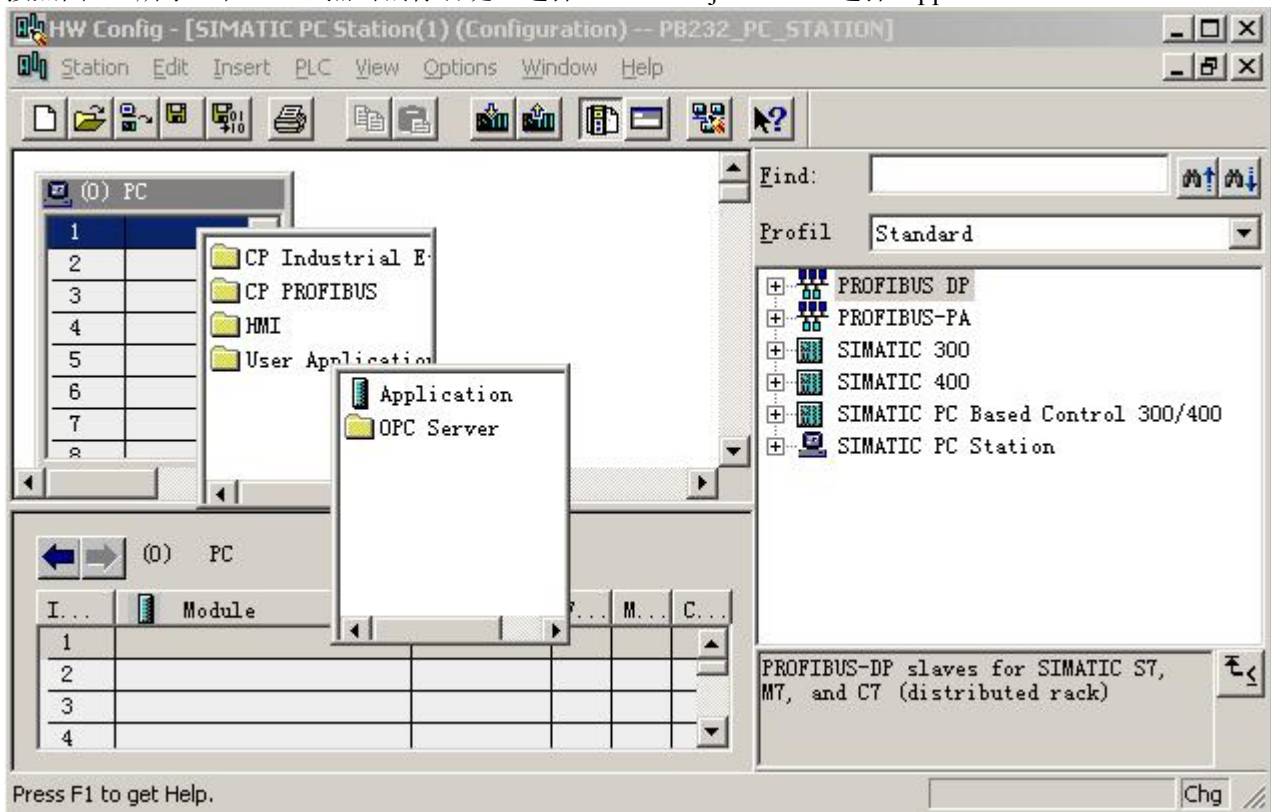 HW Config - [SIMATIC PC Station(1) (Configuration) -- PB232_PC_STATION]
Station Edit Insert PLC View Options Window Help
(0) PC
1
2
3
4
5
6
7
8
CP Industrial E
CP PROFIBUS
HMI
User Application
Application
OPC Server
Find:
Profil Standard
PROFIBUS DP
PROFIBUS-PA
SIMATIC 300
SIMATIC 400
SIMATIC PC Based Control 300/400
SIMATIC PC Station
(0) PC
I... Module F... M... C...
1
2
3
4
PROFIBUS-DP slaves for SIMATIC S7,
M7, and C7 (distributed rack)
Press F1 to get Help.
Chg